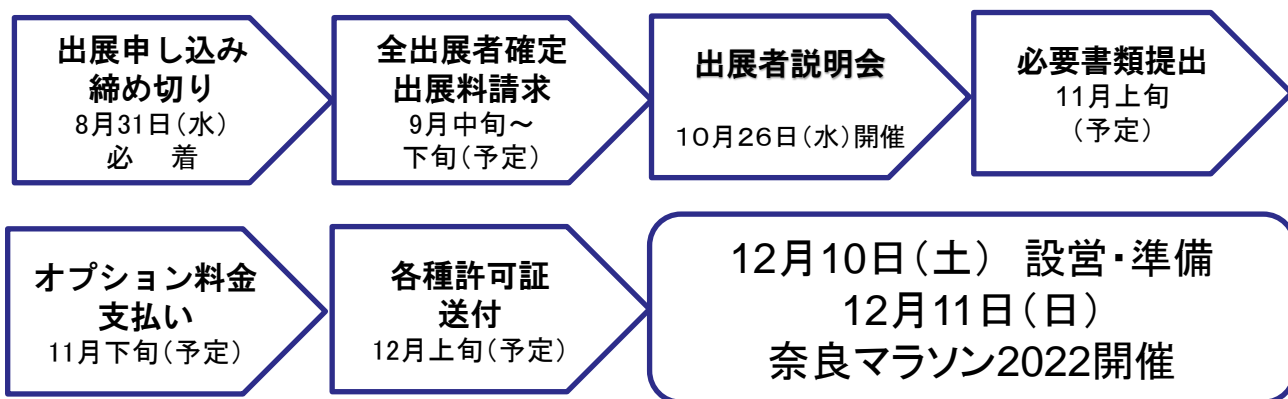 出展申し込み
締め切り
8月31日(水)
必　着
全出展者確定
出展料請求
9月中旬～
下旬(予定)
出展者説明会
10月26日(水)開催
必要書類提出
11月上旬
(予定)
オプション料金
支払い
11月下旬(予定)
各種許可証
送付
12月上旬(予定)
12月10日(土)　設営・準備
12月11日(日)
奈良マラソン2022開催